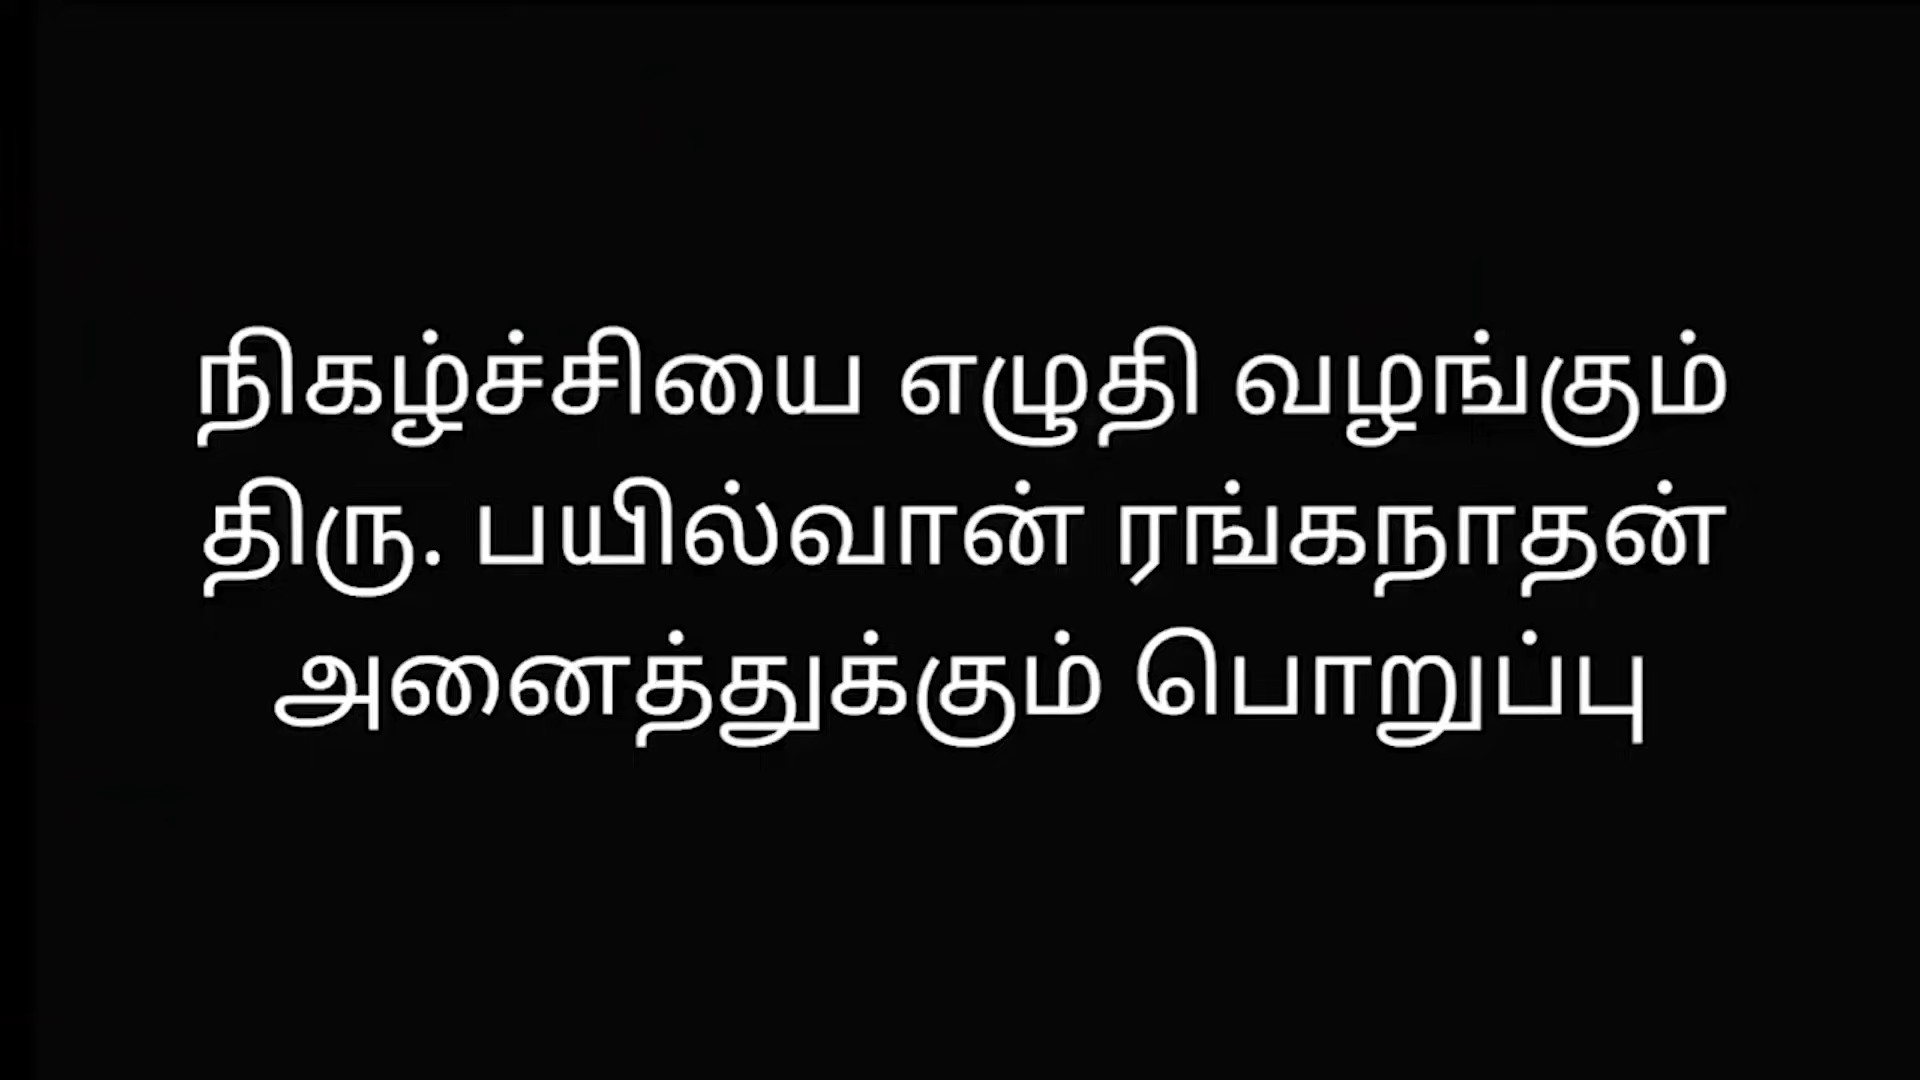 நிகழ்ச்சியை எழுதி வழங்கும்
திரு. பயில்வான் ரங்கநாதன்
அனைத்துக்கும் பொறுப்பு